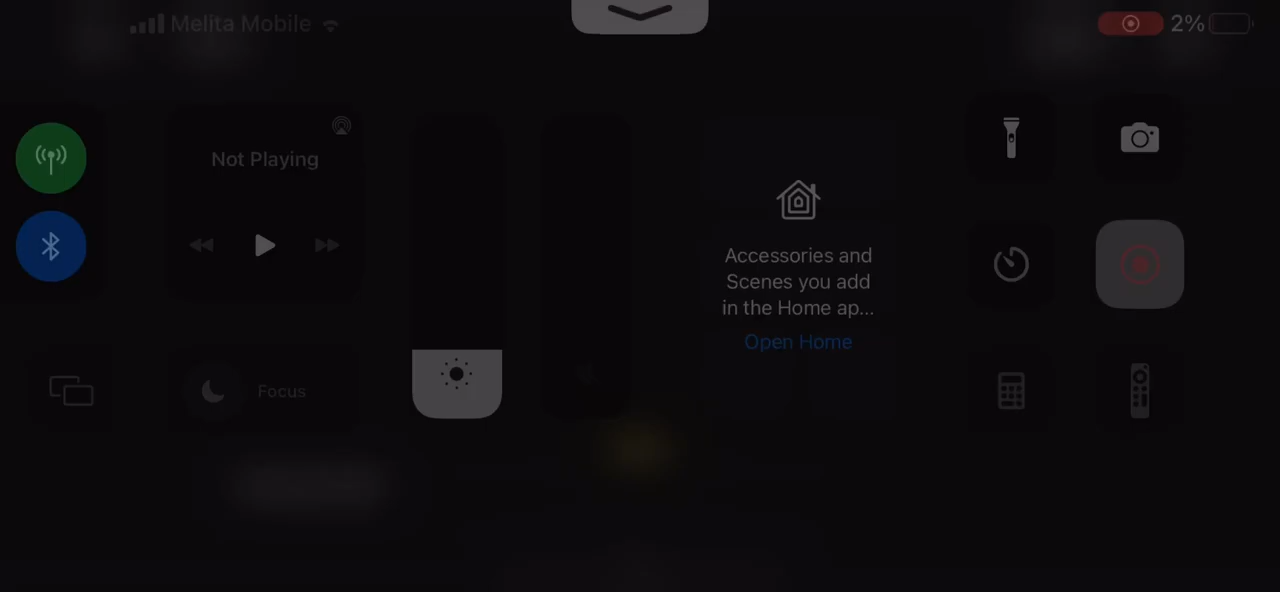 Melita Mobile
2%
Not Playing
Accessories and
Scenes you add
in the Home ap...
Open Home
Focus